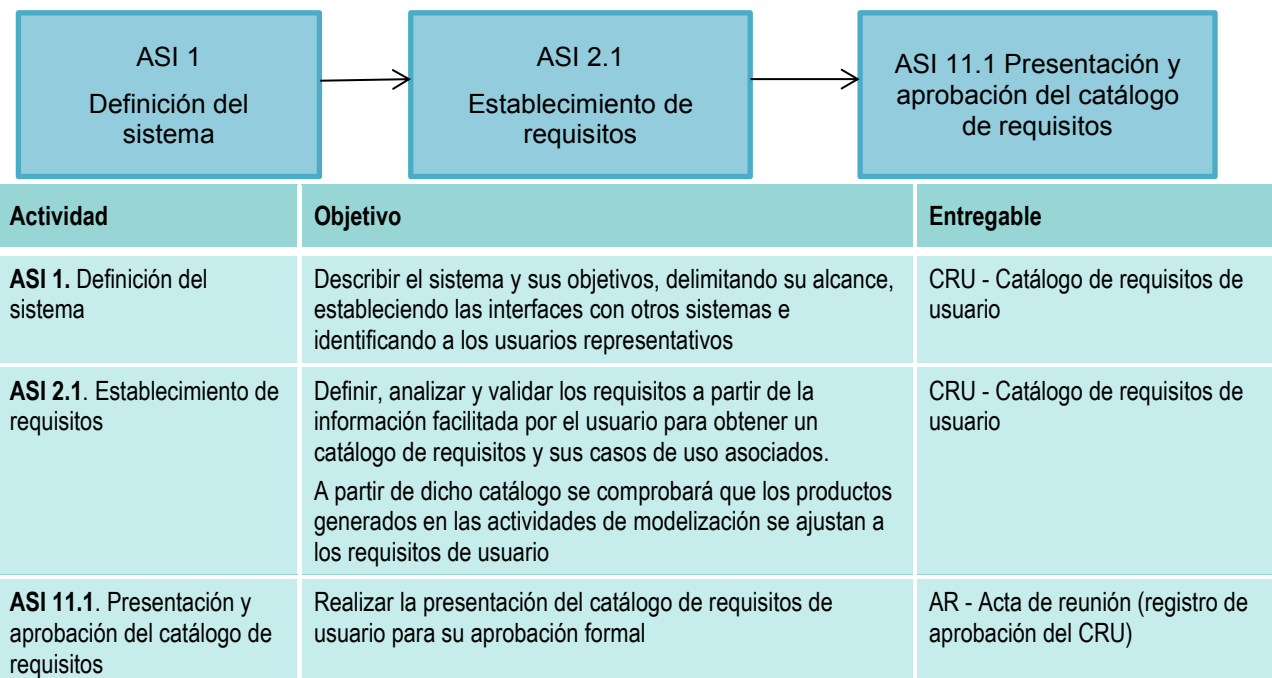 ASI 1
Definición del
sistema
ASI 2.1
Establecimiento de
requisitos
ASI 11.1 Presentación y
aprobación del catálogo
de requisitos
Actividad
Objetivo
Entregable
ASI 1. Definición del
sistema
Describir el sistema y sus objetivos, delimitando su alcance,
estableciendo las interfaces con otros sistemas e
identificando a los usuarios representativos
CRU - Catálogo de requisitos de
usuario
ASI 2.1. Establecimiento de
requisitos
Definir, analizar y validar los requisitos a partir de la
información facilitada por el usuario para obtener un
catálogo de requisitos y sus casos de uso asociados.
A partir de dicho catálogo se comprobará que los productos
generados en las actividades de modelización se ajustan a
los requisitos de usuario
CRU - Catálogo de requisitos de
usuario
ASI 11.1. Presentación y
aprobación del catálogo de
requisitos
Realizar la presentación del catálogo de requisitos de
usuario para su aprobación formal
AR - Acta de reunión (registro de
aprobación del CRU)